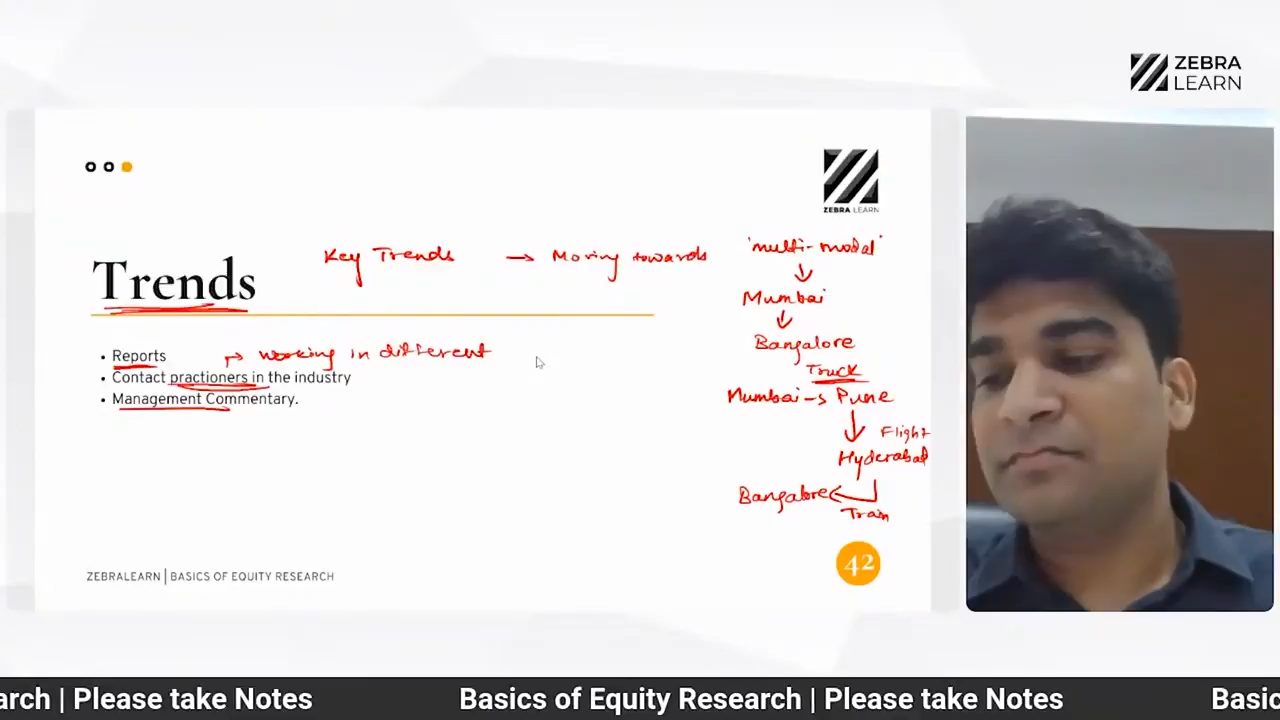 ZEBRA
LEARN
ZEBRA LEARN
Trends
Key Trends → Moving towards
'multi-modal'
↓
Mumbai
↓
Bangalore
Truck
Mumbai → Pune
↓ Flight
Hyderabad
Bangalore ←
Train
• Reports → working in different
• Contact practioners in the industry
• Management Commentary.
ZEBRALEARN | BASICS OF EQUITY RESEARCH
42
arch | Please take Notes Basics of Equity Research | Please take Notes Basic